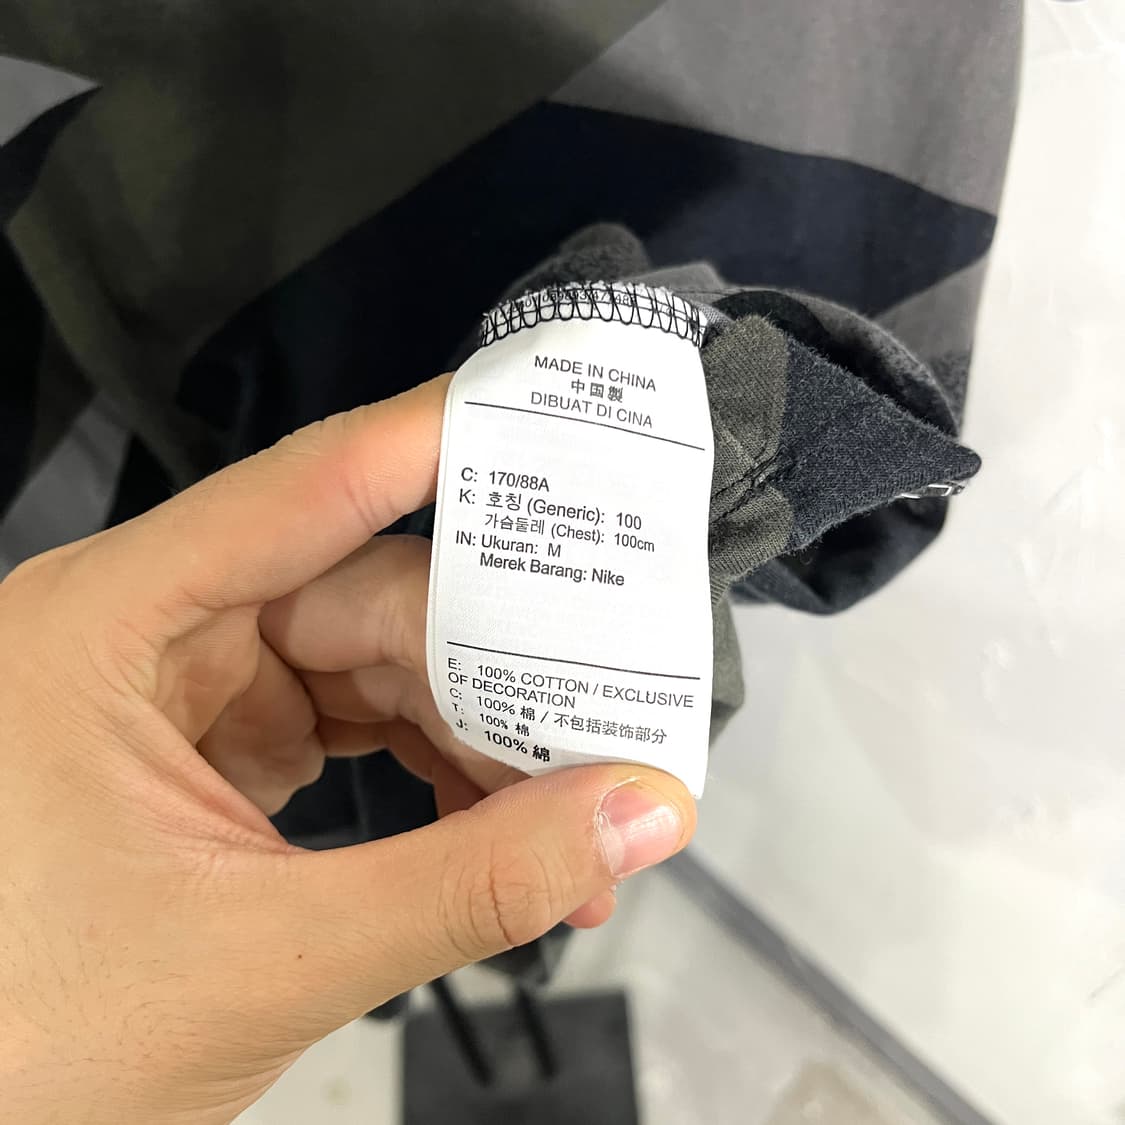 MADE IN CHINA
中国製
DIBUAT DI CINA
C: 170/88A
K: 호칭 (Generic): 100
가슴둘레 (Chest): 100cm
IN: Ukuran: M
Merek Barang: Nike
E: 100% COTTON / EXCLUSIVE
OF DECORATION
C: 100% 棉 / 不包括装饰部分
T: 100% 棉
J: 100% 綿